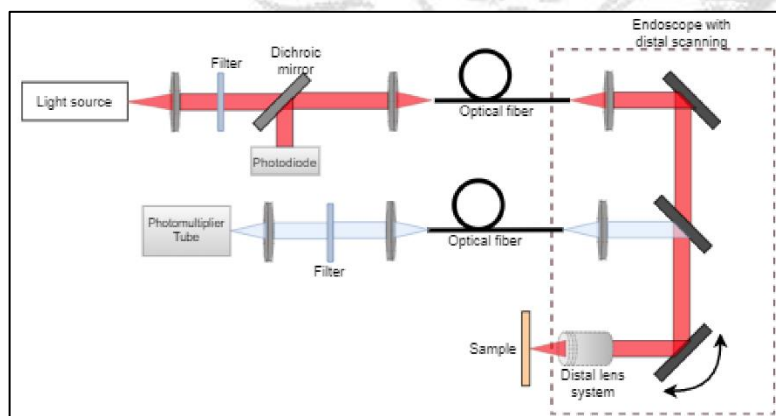 Endoscope with
distal scanning
Dichroic
mirror
Filter
Light source
Optical fiber
Photodiode
Photomultiplier
Tube
Optical fiber
Filter
Sample
Distal lens
system